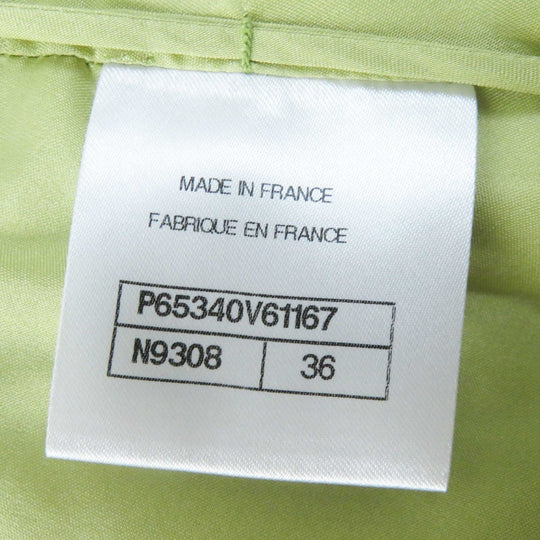 MADE IN FRANCE
FABRIQUE EN FRANCE
P65340V61167
N9308 36